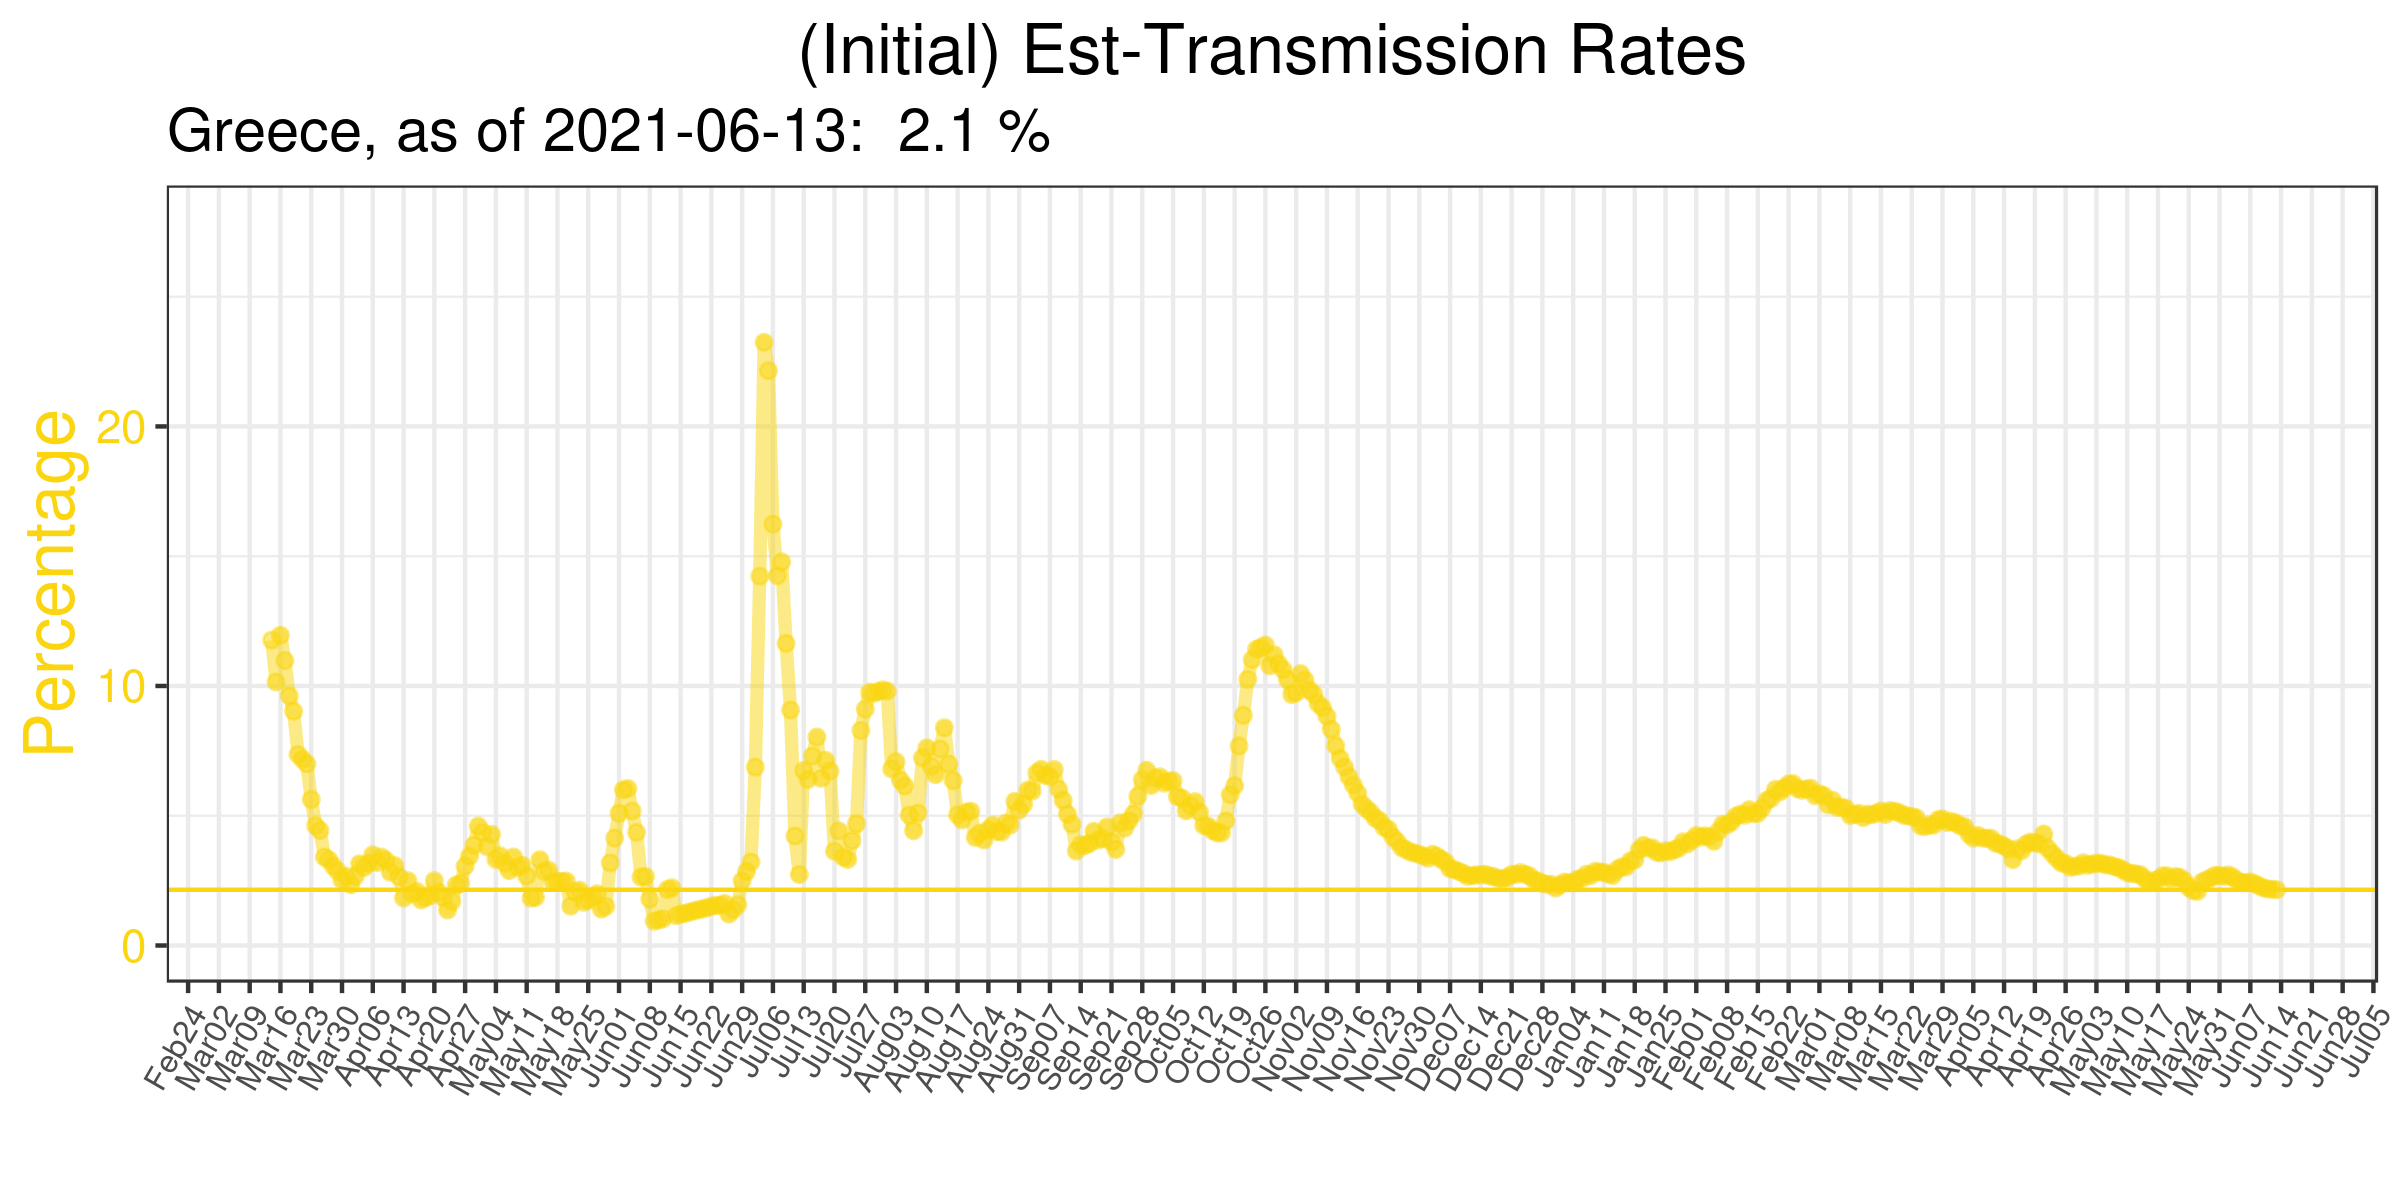 (Initial) Est-Transmission Rates
Greece, as of 2021-06-13:  2.1 %
Percentage
20
10
0
Feb24
Mar02
Mar09
Mar16
Mar23
Mar30
Apr06
Apr13
Apr20
Apr27
May04
May11
May18
May25
Jun01
Jun08
Jun15
Jun22
Jun29
Jul06
Jul13
Jul20
Jul27
Aug03
Aug10
Aug17
Aug24
Aug31
Sep07
Sep14
Sep21
Sep28
Oct05
Oct12
Oct19
Oct26
Nov02
Nov09
Nov16
Nov23
Nov30
Dec07
Dec14
Dec21
Dec28
Jan04
Jan11
Jan18
Jan25
Feb01
Feb08
Feb15
Feb22
Mar01
Mar08
Mar15
Mar22
Mar29
Apr05
Apr12
Apr19
Apr26
May03
May10
May17
May24
May31
Jun07
Jun14
Jun21
Jun28
Jul05